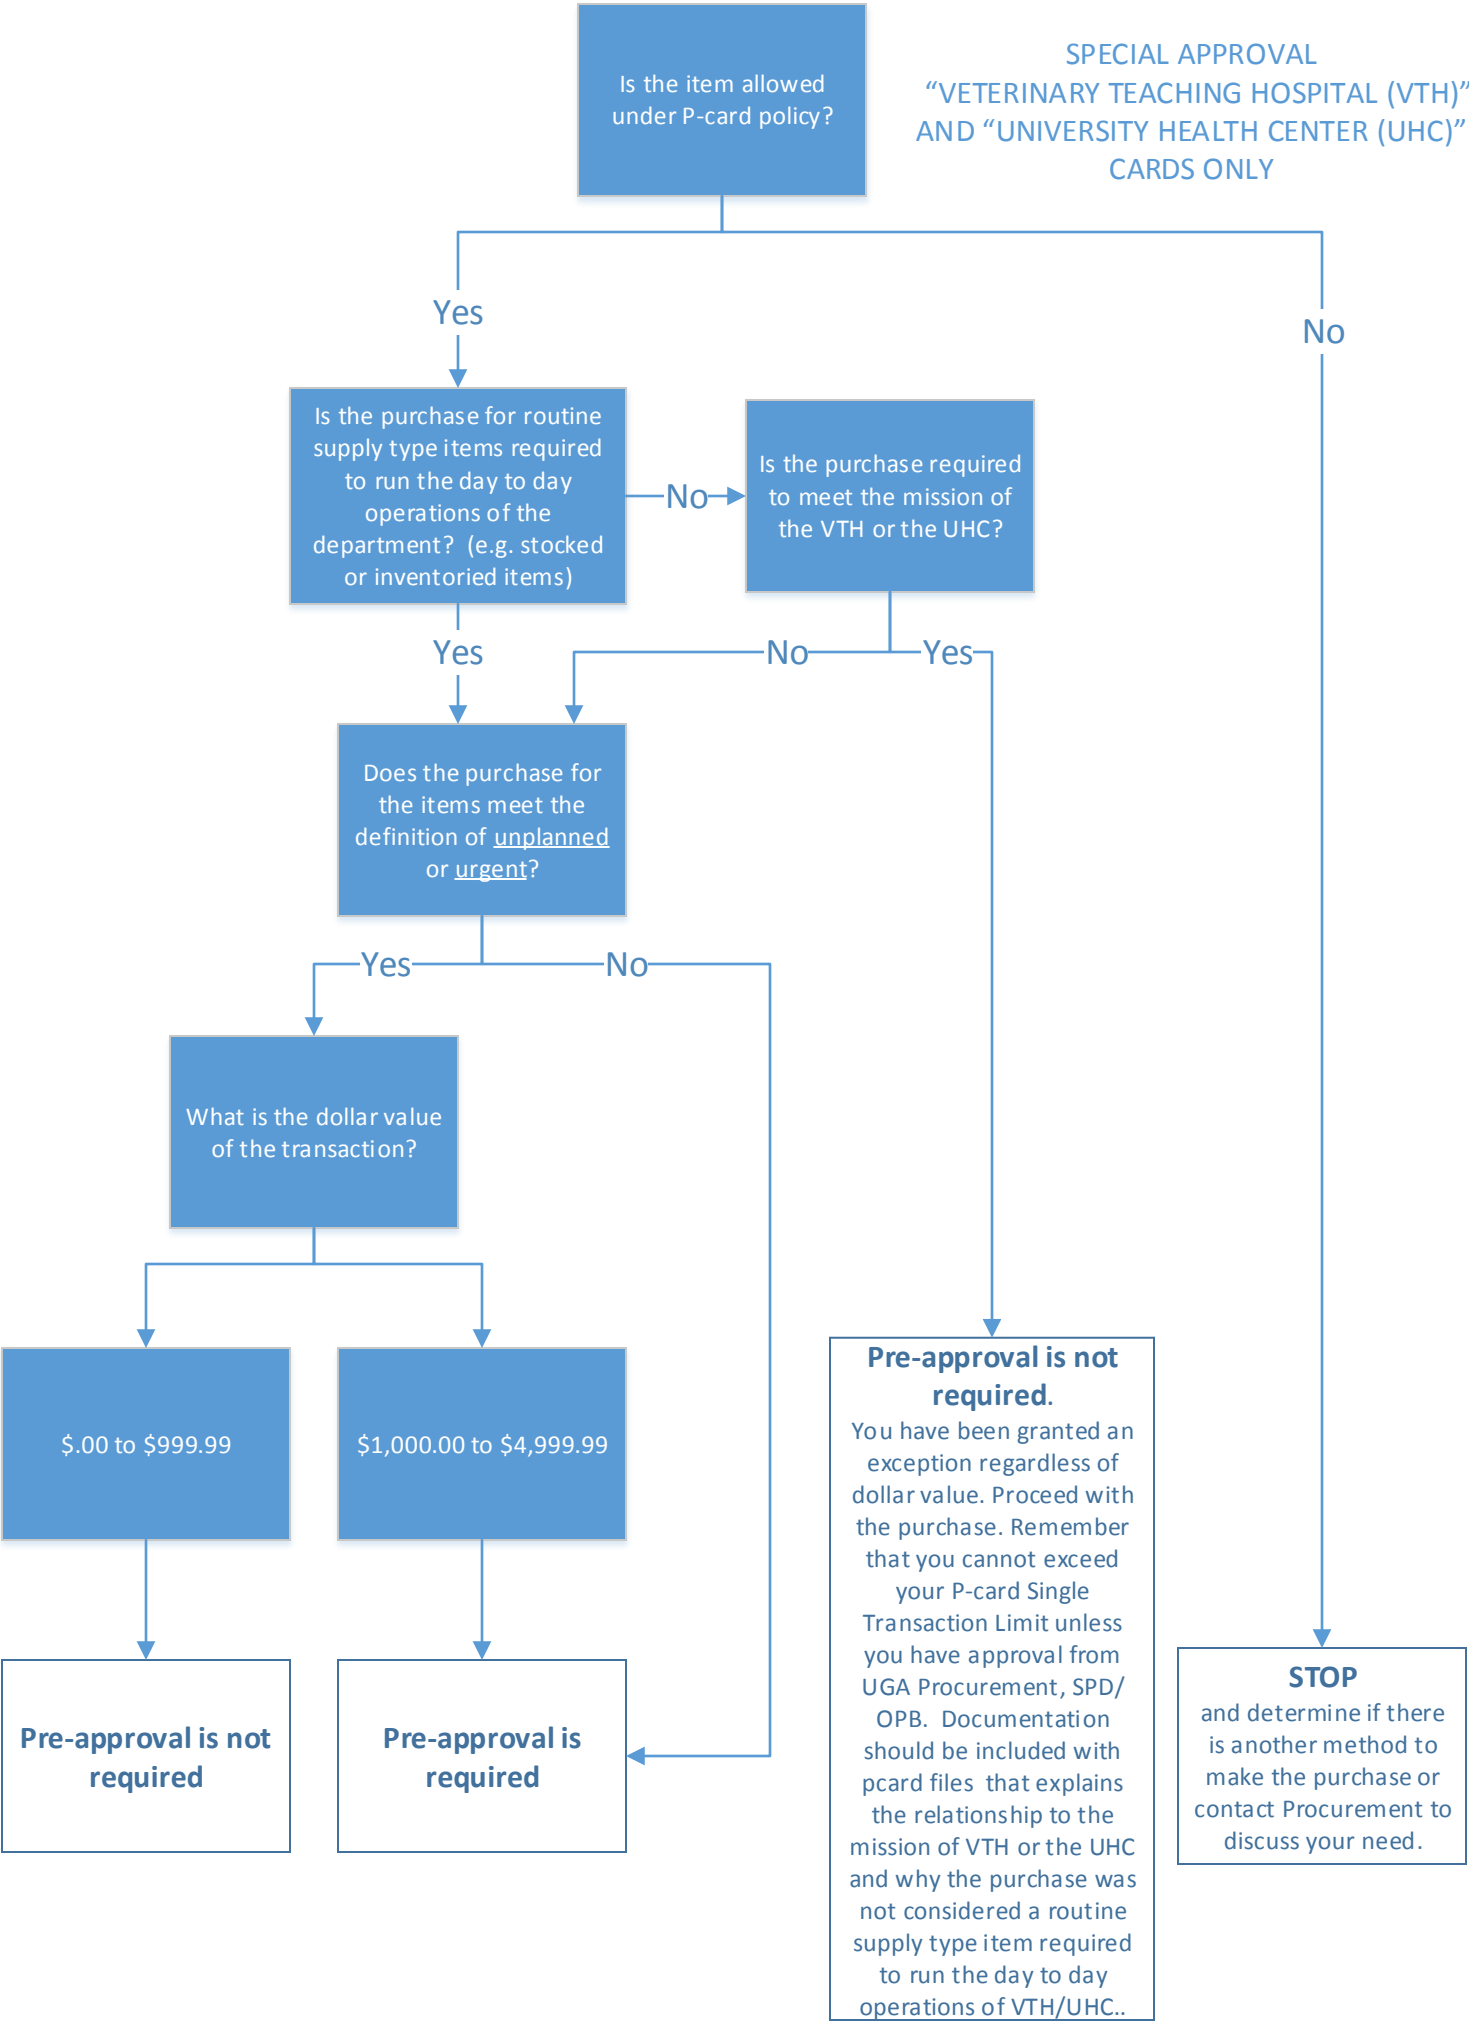 Is the item allowed
under P-card policy?
SPECIAL APPROVAL
“VETERINARY TEACHING HOSPITAL (VTH)”
AND “UNIVERSITY HEALTH CENTER (UHC)”
CARDS ONLY
Yes
No
Is the purchase for routine
supply type items required
to run the day to day
operations of the
department? (e.g. stocked
or inventoried items)
No
Is the purchase required
to meet the mission of
the VTH or the UHC?
Yes
No
Yes
Does the purchase for
the items meet the
definition of unplanned
or urgent?
Yes
No
What is the dollar value
of the transaction?
$.00 to $999.99
$1,000.00 to $4,999.99
Pre-approval is not
required
Pre-approval is
required
Pre-approval is not
required.
You have been granted an
exception regardless of
dollar value. Proceed with
the purchase. Remember
that you cannot exceed
your P-card Single
Transaction Limit unless
you have approval from
UGA Procurement, SPD/
OPB. Documentation
should be included with
pcard files that explains
the relationship to the
mission of VTH or the UHC
and why the purchase was
not considered a routine
supply type item required
to run the day to day
operations of VTH/UHC..
STOP
and determine if there
is another method to
make the purchase or
contact Procurement to
discuss your need.